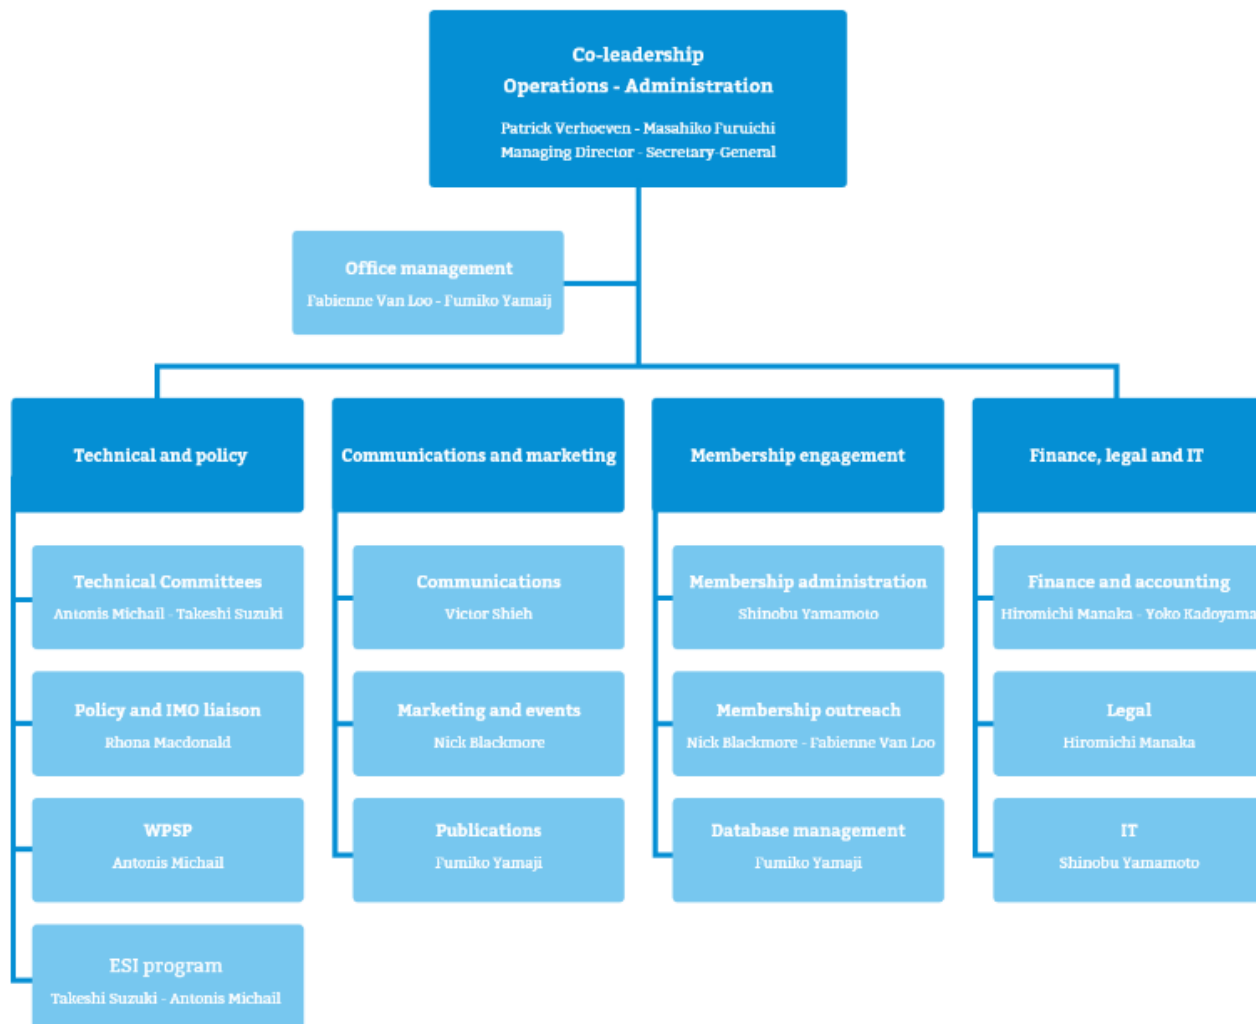 Co-leadership
Operations - Administration
Patrick Verhoeven - Masahiko Furuichi
Managing Director - Secretary-General
Office management
Fabienne Van Loo - Fumiko Yamaij
Technical and policy
Technical Committees
Antonis Michail - Takeshi Suzuki
Policy and IMO liaison
Rhona Macdonald
WPSP
Antonis Michail
ESI program
Takeshi Suzuki - Antonis Michail
Communications and marketing
Communications
Victor Shieh
Marketing and events
Nick Blackmore
Publications
Fumiko Yamaji
Membership engagement
Membership administration
Shinobu Yamamoto
Membership outreach
Nick Blackmore - Fabienne Van Loo
Database management
Fumiko Yamaji
Finance, legal and IT
Finance and accounting
Hiromichi Manaka - Yoko Kadoyama
Legal
Hiromichi Manaka
IT
Shinobu Yamamoto